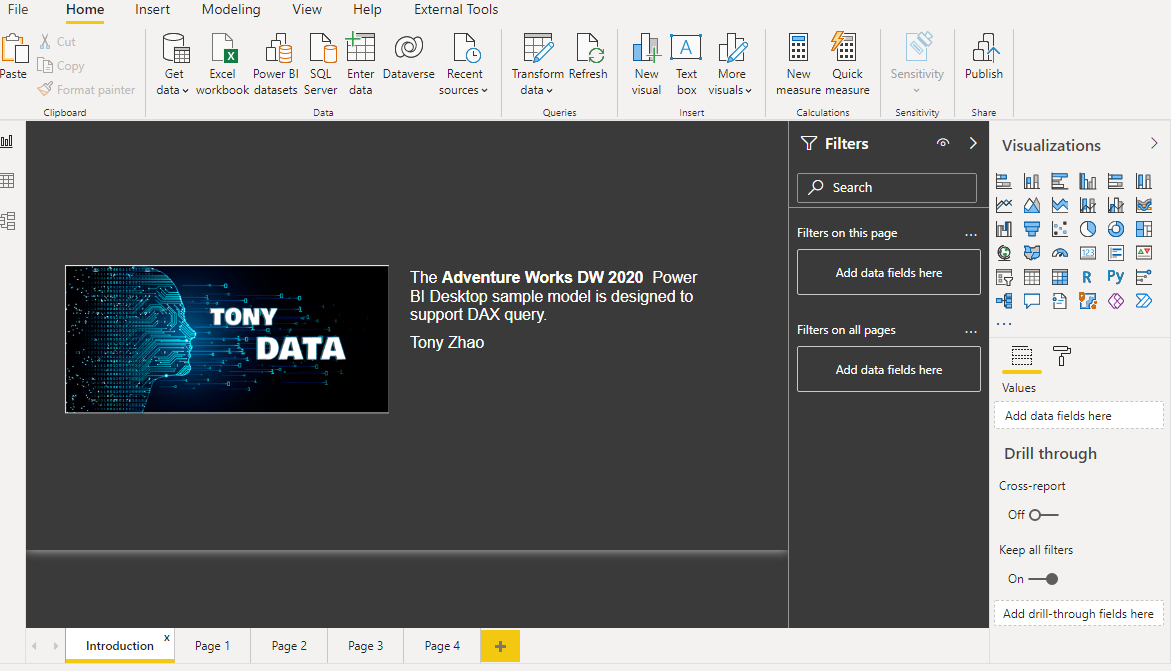 File Home Insert Modeling View Help External Tools
Paste
Cut
Copy
Format painter
Clipboard
Get data
Excel workbook
Power BI datasets
SQL Server
Enter data
Dataverse
Recent sources
Data
Transform data
Refresh
Queries
New visual
Text box
More visuals
Insert
New measure
Quick measure
Calculations
Sensitivity
Sensitivity
Publish
Share
TONY
DATA
The Adventure Works DW 2020 Power
BI Desktop sample model is designed to
support DAX query.
Tony Zhao
Filters
Search
Filters on this page ...
Add data fields here
Filters on all pages ...
Add data fields here
Visualizations
123
R
Py
...
Values
Add data fields here
Drill through
Cross-report
Off
Keep all filters
On
Add drill-through fields here
Introduction x Page 1 Page 2 Page 3 Page 4 +